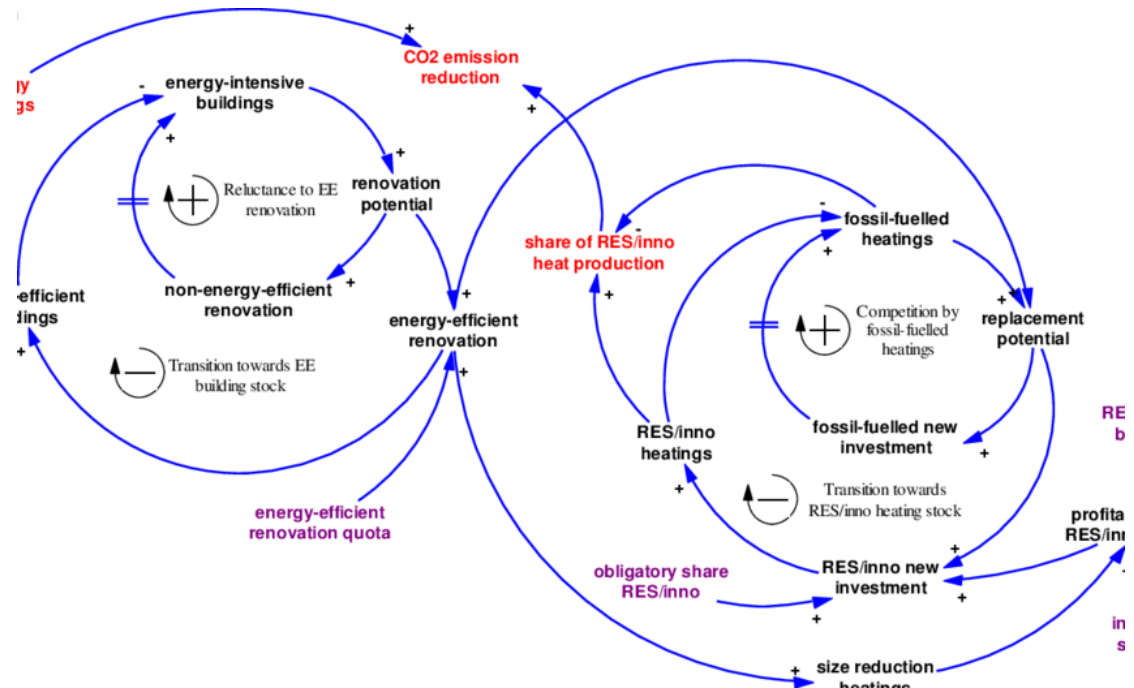 CO2 emission
reduction
energy-intensive
buildings
renovation
potential
Reluctance to EE
renovation
non-energy-efficient
renovation
energy-efficient
renovation
Transition towards EE
building stock
energy-efficient
renovation quota
share of RES/inno
heat production
fossil-fuelled
heatings
Competition by
fossil-fuelled
heatings
replacement
potential
fossil-fuelled new
investment
RES/inno
heatings
Transition towards
RES/inno heating stock
RES/inno new
investment
obligatory share
RES/inno
size reduction
heatings
-efficient